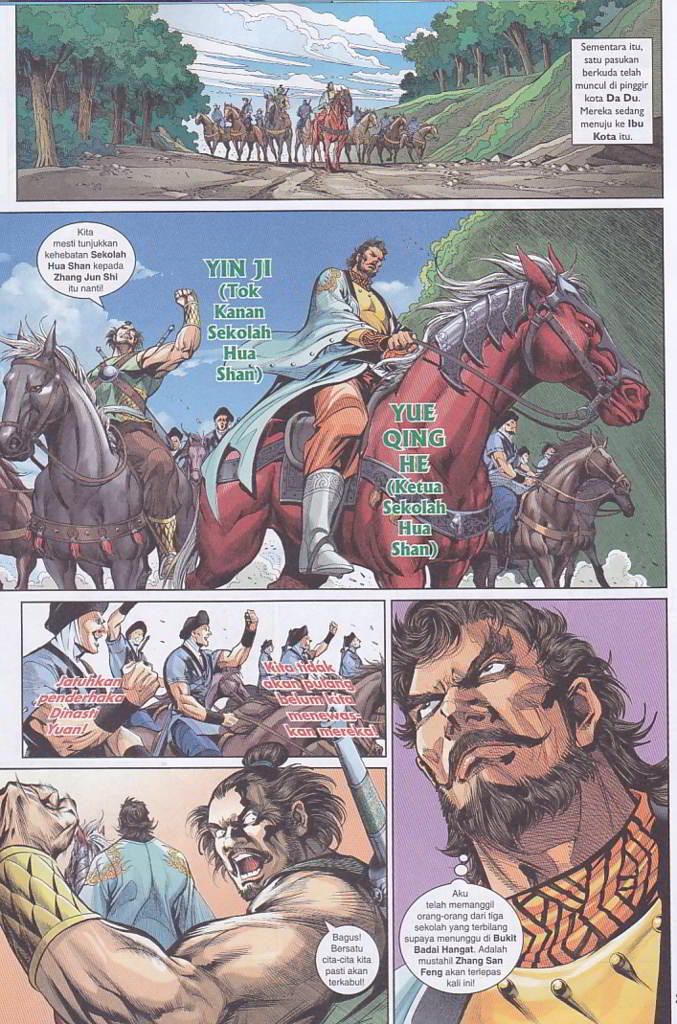 Sementara itu,
satu pasukan
berkuda telah
muncul di pinggir
kota Da Du.
Mereka sedang
menuju ke Ibu
Kota itu.
Kita
mesti tunjukkan
kehebatan Sekolah
Hua Shan kepada
Zhang Jun Shi
itu nanti!
YIN JI
(Tok
Kanan
Sekolah
Hua
Shan)
YUE
QING
HE
(Ketua
Sekolah
Hua
Shan)
Jatuhkan
penderhaka
Dinasti
Yuan!
Kita tidak
akan pulang
belum kita
menewas-
kan mereka!
Bagus!
Bersatu
cita-cita kita
pasti akan
terkabul!
Aku
telah memanggil
orang-orang dari tiga
sekolah yang terbilang
supaya menunggu di Bukit
Badai Hangat. Adalah
mustahil Zhang San
Feng akan terlepas
kali ini!